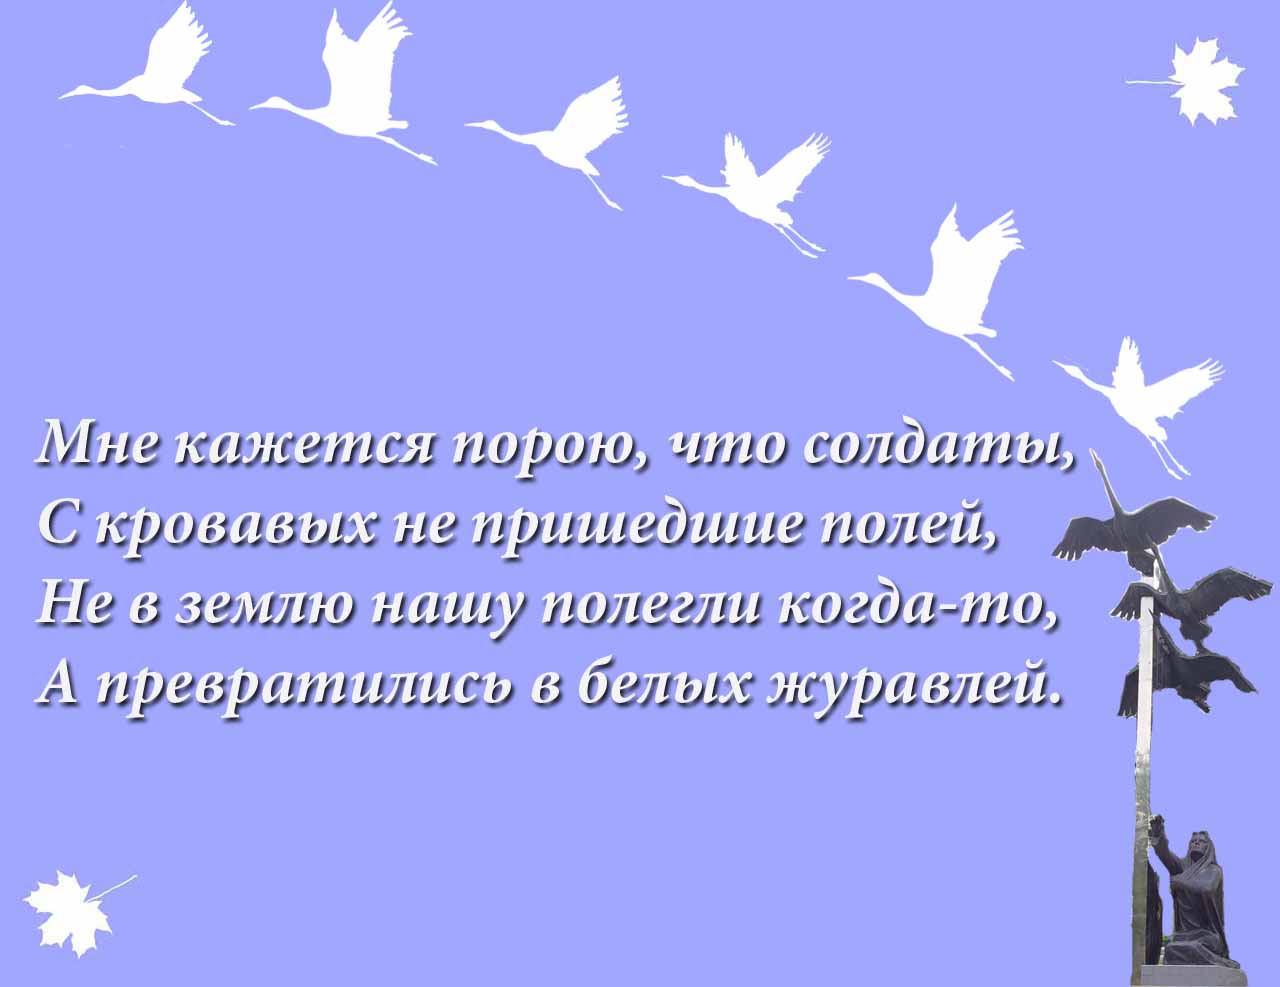 Мне кажется порою, что солдаты,
С кровавых не пришедшие полей,
Не в землю нашу полегли когда-то,
А превратились в белых журавлей.